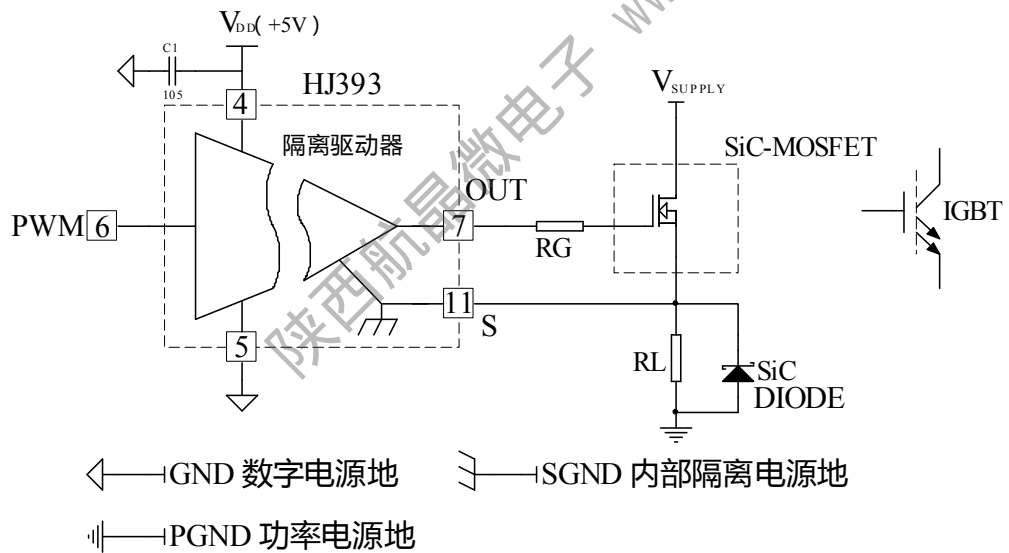 VDD( +5V )
C1
105
HJ393
4
隔离驱动器
PWM
6
5
OUT
7
RG
11
S
VSUPPLY
SiC-MOSFET
IGBT
RL
SiC
DIODE
陕西航晶微电子 w
GND 数字电源地
SGND 内部隔离电源地
PGND 功率电源地